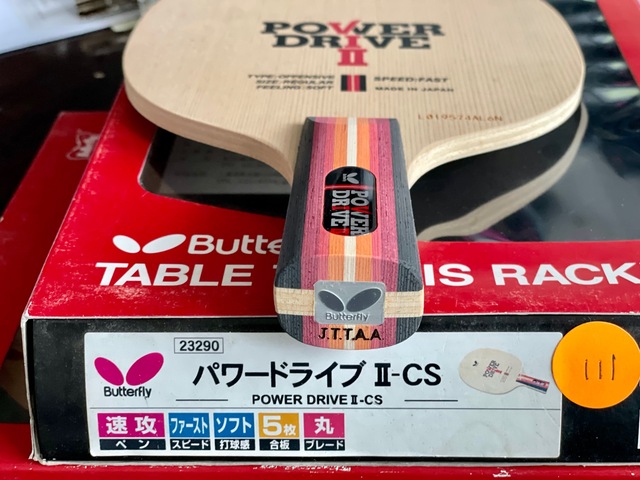 POWER
DRIVE
II
TYPE:OFFENSIVE
SIZE:REGULAR
FEELING:SOFT
SPEED:FAST
MADE IN JAPAN
POWER
DRIVE
Butterfly
J.T.T.A.A
TABLE
IS RACK
23290
Butterfly
パワードライブ Ⅱ-CS
POWER DRIVE Ⅱ-CS
速攻 ファースト ソフト 5枚 丸
ペン スピード 打球感 合板 ブレード
POWER
DRIVE